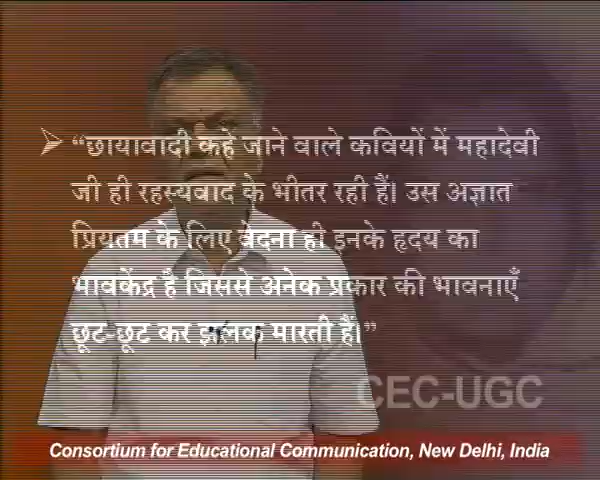 ➢ “छायावादी कहे जाने वाले कवियों में महादेवी
जी ही रहस्यवाद के भीतर रही हैं। उस अज्ञात
प्रियतम के लिए वेदना ही इनके हृदय का
भावकेंद्र है जिससे अनेक प्रकार की भावनाएँ
छूट-छूट कर झलक मारती हैं।”
CEC-UGC
Consortium for Educational Communication, New Delhi, India